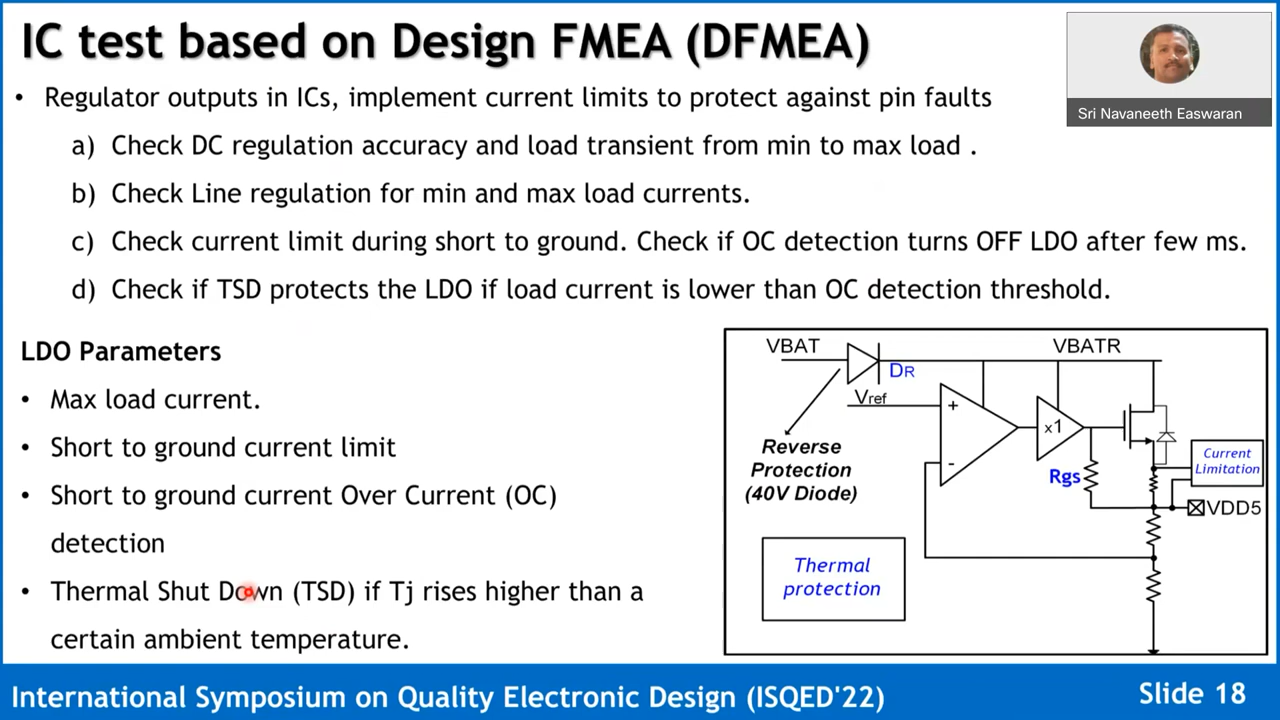 IC test based on Design FMEA (DFMEA)
Sri Navaneeth Easwaran
• Regulator outputs in ICs, implement current limits to protect against pin faults
a) Check DC regulation accuracy and load transient from min to max load .
b) Check Line regulation for min and max load currents.
c) Check current limit during short to ground. Check if OC detection turns OFF LDO after few ms.
d) Check if TSD protects the LDO if load current is lower than OC detection threshold.
LDO Parameters
• Max load current.
• Short to ground current limit
• Short to ground current Over Current (OC)
detection
• Thermal Shut Down (TSD) if Tj rises higher than a
certain ambient temperature.
VBAT
VBATR
DR
Vref
+
-
x1
Reverse
Protection
(40V Diode)
Rgs
Current
Limitation
VDD5
Thermal
protection
International Symposium on Quality Electronic Design (ISQED'22)
Slide 18